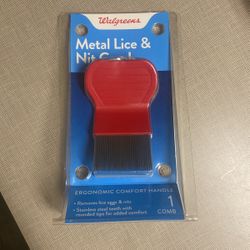 Walgreens
Metal Lice &
Nit Comb
ERGONOMIC COMFORT HANDLE
• Removes lice eggs & nits
• Stainless steel teeth with
rounded tips for added comfort
1
COMB